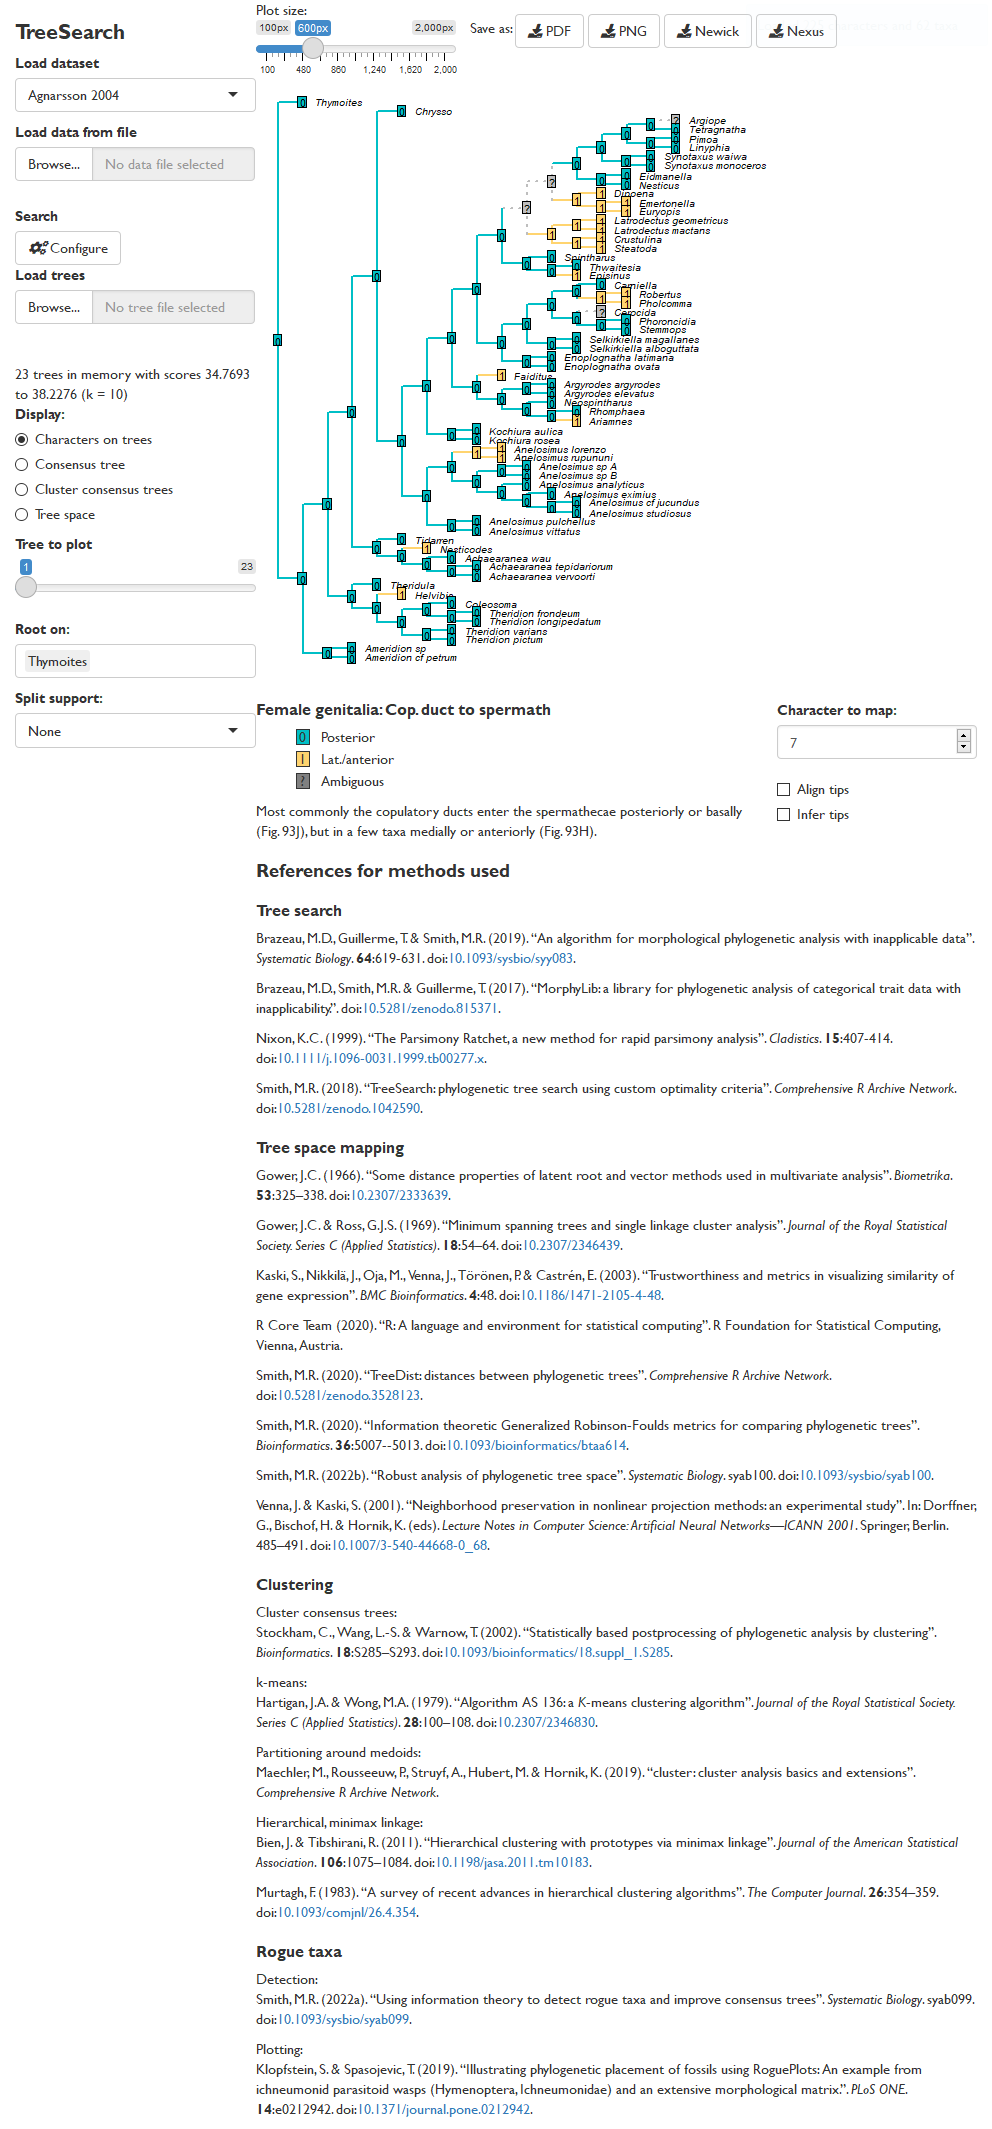 TreeSearch
Load dataset
Agnarsson 2004
Load data from file
Browse... No data file selected
Search
Configure
Load trees
Browse... No tree file selected
23 trees in memory with scores 34.7693
to 38.2276 (k = 10)
Display:
Characters on trees
Consensus tree
Cluster consensus trees
Tree space
Tree to plot
1 23
Root on:
Thymoites
Split support:
None
Plot size:
100px 600px 2,000px
100 480 860 1,240 1,620 2,000
Save as: PDF PNG Newick Nexus
Thymoites
Chrysso
Argiope
Tetragnatha
Pimoa
Linyphia
Synotaxus waiwa
Synotaxus monoceros
Eidmanella
Nesticus
Dipoena
Emertonella
Euryopis
Latrodectus geometricus
Latrodectus mactans
Crustulina
Steatoda
Spintharus
Thwaitesia
Episinus
Carniella
Robertus
Pholcomma
Cerocida
Phoroncidia
Stemmops
Selkirkiella magallanes
Selkirkiella alboguttata
Enoplognatha latimana
Enoplognatha ovata
Faiditus
Argyrodes argyrodes
Argyrodes elevatus
Neospintharus
Rhomphaea
Ariamnes
Kochiura aulica
Kochiura rosea
Anelosimus lorenzo
Anelosimus rupununi
Anelosimus sp A
Anelosimus sp B
Anelosimus analyticus
Anelosimus eximius
Anelosimus cf jucundus
Anelosimus studiosus
Anelosimus pulchellus
Anelosimus vittatus
Tidarren
Nesticodes
Achaearanea wau
Achaearanea tepidariorum
Achaearanea vervoorti
Theridula
Helvibis
Coleosoma
Theridion frondeum
Theridion longipedatum
Theridion varians
Theridion pictum
Ameridion sp
Ameridion cf petrum
Female genitalia: Cop. duct to spermath
0 Posterior
1 Lat./anterior
? Ambiguous
Most commonly the copulatory ducts enter the spermathecae posteriorly or basally
(Fig. 93J), but in a few taxa medially or anteriorly (Fig. 93H).
Character to map:
7
Align tips
Infer tips
References for methods used
Tree search
Brazeau, M.D., Guillerme, T. & Smith, M.R. (2019). “An algorithm for morphological phylogenetic analysis with inapplicable data”.
Systematic Biology. 64:619-631. doi:10.1093/sysbio/syy083.
Brazeau, M.D., Smith, M.R. & Guillerme, T. (2017). “MorphyLib: a library for phylogenetic analysis of categorical trait data with
inapplicability.”. doi:10.5281/zenodo.815371.
Nixon, K.C. (1999). “The Parsimony Ratchet, a new method for rapid parsimony analysis”. Cladistics. 15:407-414.
doi:10.1111/j.1096-0031.1999.tb00277.x.
Smith, M.R. (2018). “TreeSearch: phylogenetic tree search using custom optimality criteria”. Comprehensive R Archive Network.
doi:10.5281/zenodo.1042590.
Tree space mapping
Gower, J.C. (1966). “Some distance properties of latent root and vector methods used in multivariate analysis”. Biometrika.
53:325–338. doi:10.2307/2333639.
Gower, J.C. & Ross, G.J.S. (1969). “Minimum spanning trees and single linkage cluster analysis”. Journal of the Royal Statistical
Society. Series C (Applied Statistics). 18:54–64. doi:10.2307/2346439.
Kaski, S., Nikkilä, J., Oja, M., Venna, J., Törönen, P. & Castrén, E. (2003). “Trustworthiness and metrics in visualizing similarity of
gene expression”. BMC Bioinformatics. 4:48. doi:10.1186/1471-2105-4-48.
R Core Team (2020). “R: A language and environment for statistical computing”. R Foundation for Statistical Computing,
Vienna, Austria.
Smith, M.R. (2020). “TreeDist: distances between phylogenetic trees”. Comprehensive R Archive Network.
doi:10.5281/zenodo.3528123.
Smith, M.R. (2020). “Information theoretic Generalized Robinson-Foulds metrics for comparing phylogenetic trees”.
Bioinformatics. 36:5007--5013. doi:10.1093/bioinformatics/btaa614.
Smith, M.R. (2022b). “Robust analysis of phylogenetic tree space”. Systematic Biology. syab100. doi:10.1093/sysbio/syab100.
Venna, J. & Kaski, S. (2001). “Neighborhood preservation in nonlinear projection methods: an experimental study”. In: Dorffner,
G., Bischof, H. & Hornik, K. (eds). Lecture Notes in Computer Science: Artificial Neural Networks—ICANN 2001. Springer, Berlin.
485–491. doi:10.1007/3-540-44668-0_68.
Clustering
Cluster consensus trees:
Stockham, C., Wang, L.-S. & Warnow, T. (2002). “Statistically based postprocessing of phylogenetic analysis by clustering”.
Bioinformatics. 18:S285–S293. doi:10.1093/bioinformatics/18.suppl_1.S285.
k-means:
Hartigan, J.A. & Wong, M.A. (1979). “Algorithm AS 136: a K-means clustering algorithm”. Journal of the Royal Statistical Society.
Series C (Applied Statistics). 28:100–108. doi:10.2307/2346830.
Partitioning around medoids:
Maechler, M., Rousseeuw, P., Struyf, A., Hubert, M. & Hornik, K. (2019). “cluster: cluster analysis basics and extensions”.
Comprehensive R Archive Network.
Hierarchical, minimax linkage:
Bien, J. & Tibshirani, R. (2011). “Hierarchical clustering with prototypes via minimax linkage”. Journal of the American Statistical
Association. 106:1075–1084. doi:10.1198/jasa.2011.tm10183.
Murtagh, F. (1983). “A survey of recent advances in hierarchical clustering algorithms”. The Computer Journal. 26:354–359.
doi:10.1093/comjnl/26.4.354.
Rogue taxa
Detection:
Smith, M.R. (2022a). “Using information theory to detect rogue taxa and improve consensus trees”. Systematic Biology. syab099.
doi:10.1093/sysbio/syab099.
Plotting:
Klopfstein, S. & Spasojevic, T. (2019). “Illustrating phylogenetic placement of fossils using RoguePlots: An example from
ichneumonid parasitoid wasps (Hymenoptera, Ichneumonidae) and an extensive morphological matrix.”. PLoS ONE.
14:e0212942. doi:10.1371/journal.pone.0212942.